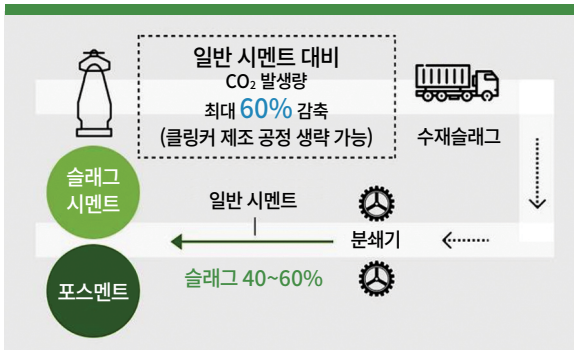 일반 시멘트 대비
CO₂ 발생량
최대 60% 감축
(클링커 제조 공정 생략 가능)
수재슬래그
슬래그
시멘트
일반 시멘트
분쇄기
슬래그 40~60%
포스멘트